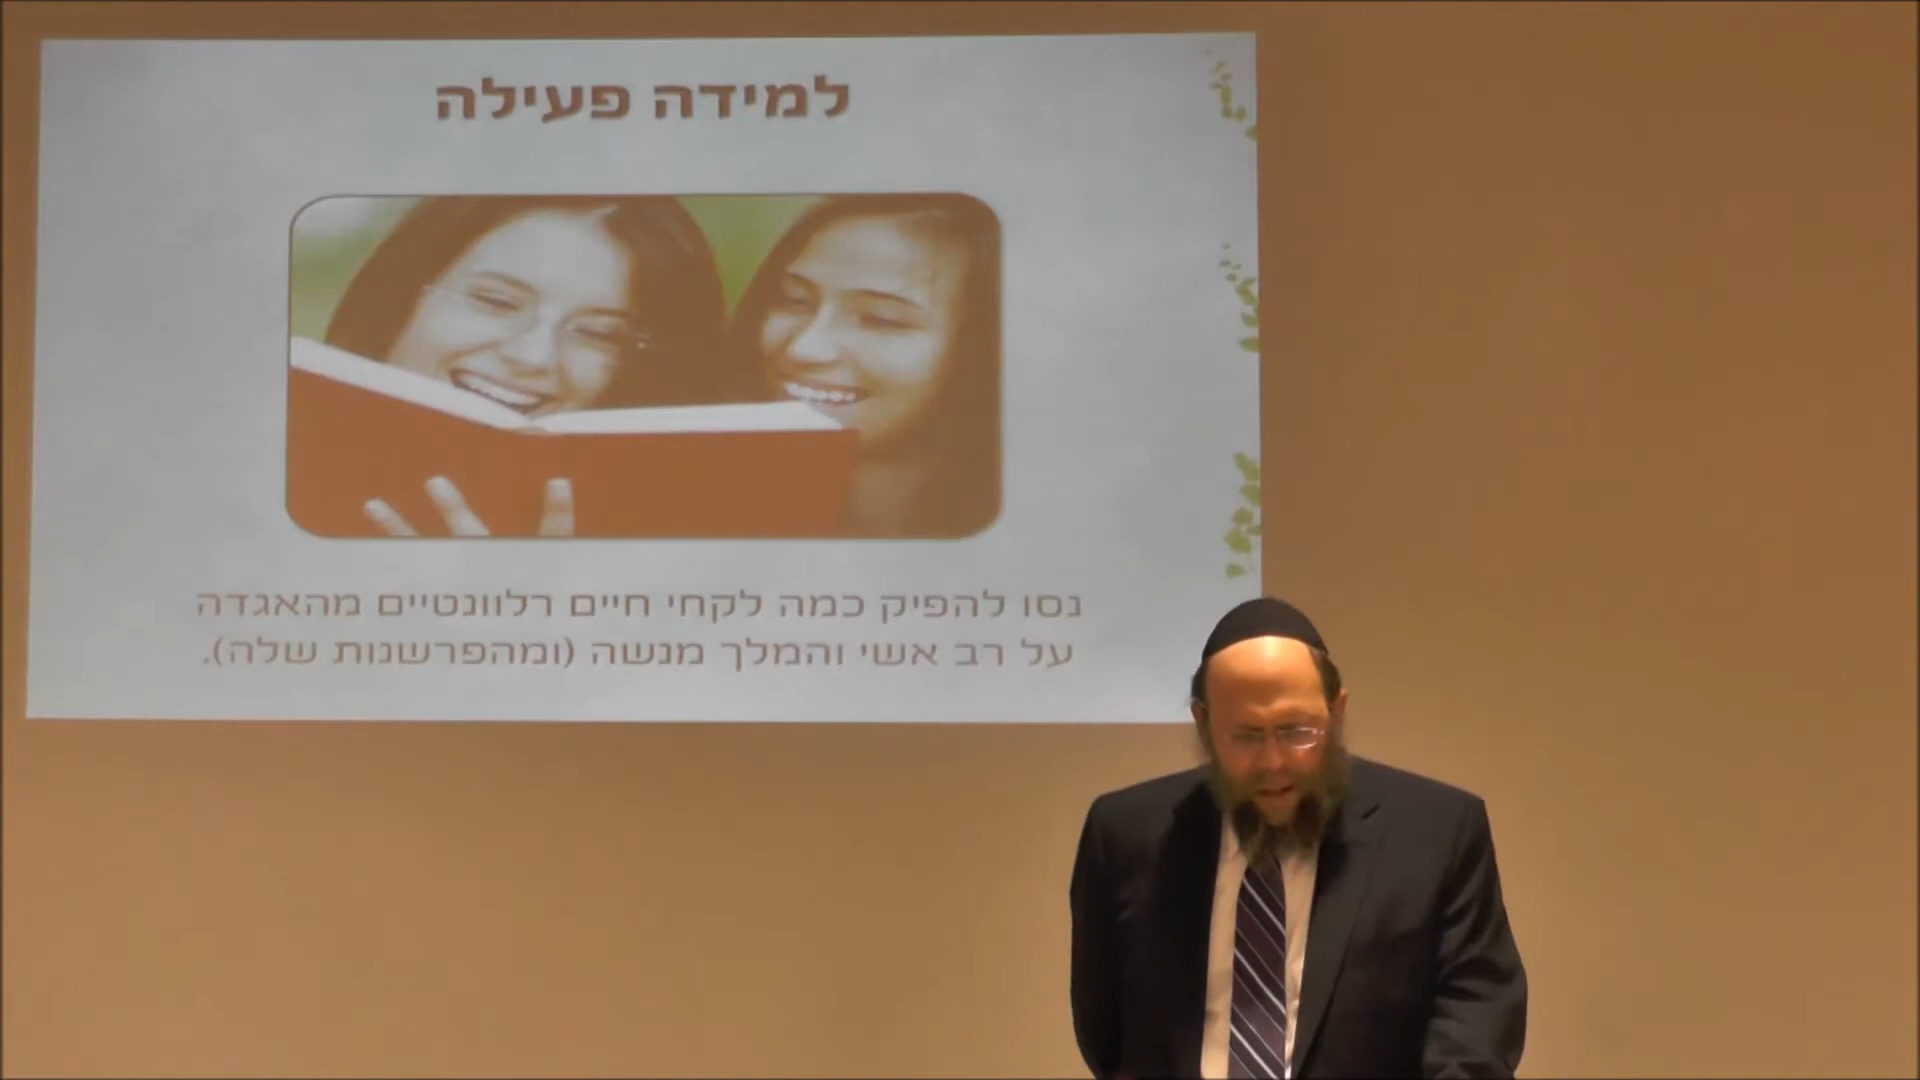 למידה פעילה
נסו להפיק כמה לקחי חיים רלוונטיים מהאגדה
על רב אשי והמלך מנשה (ומהפרשנות שלה).